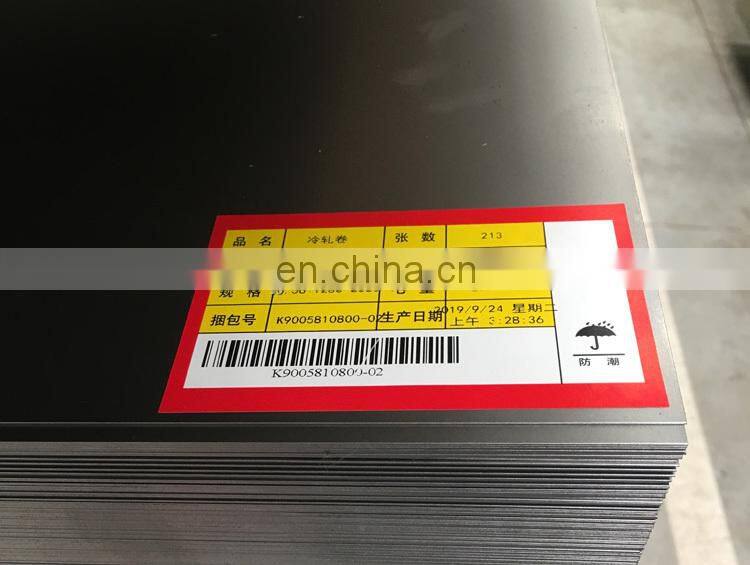 品名 冷轧卷 张数 213
en.china.cn
规格
捆包号 K9005810800-02 生产日期 2019/9/24 星期二
上午 3:28:36
K9005810800-02
防潮